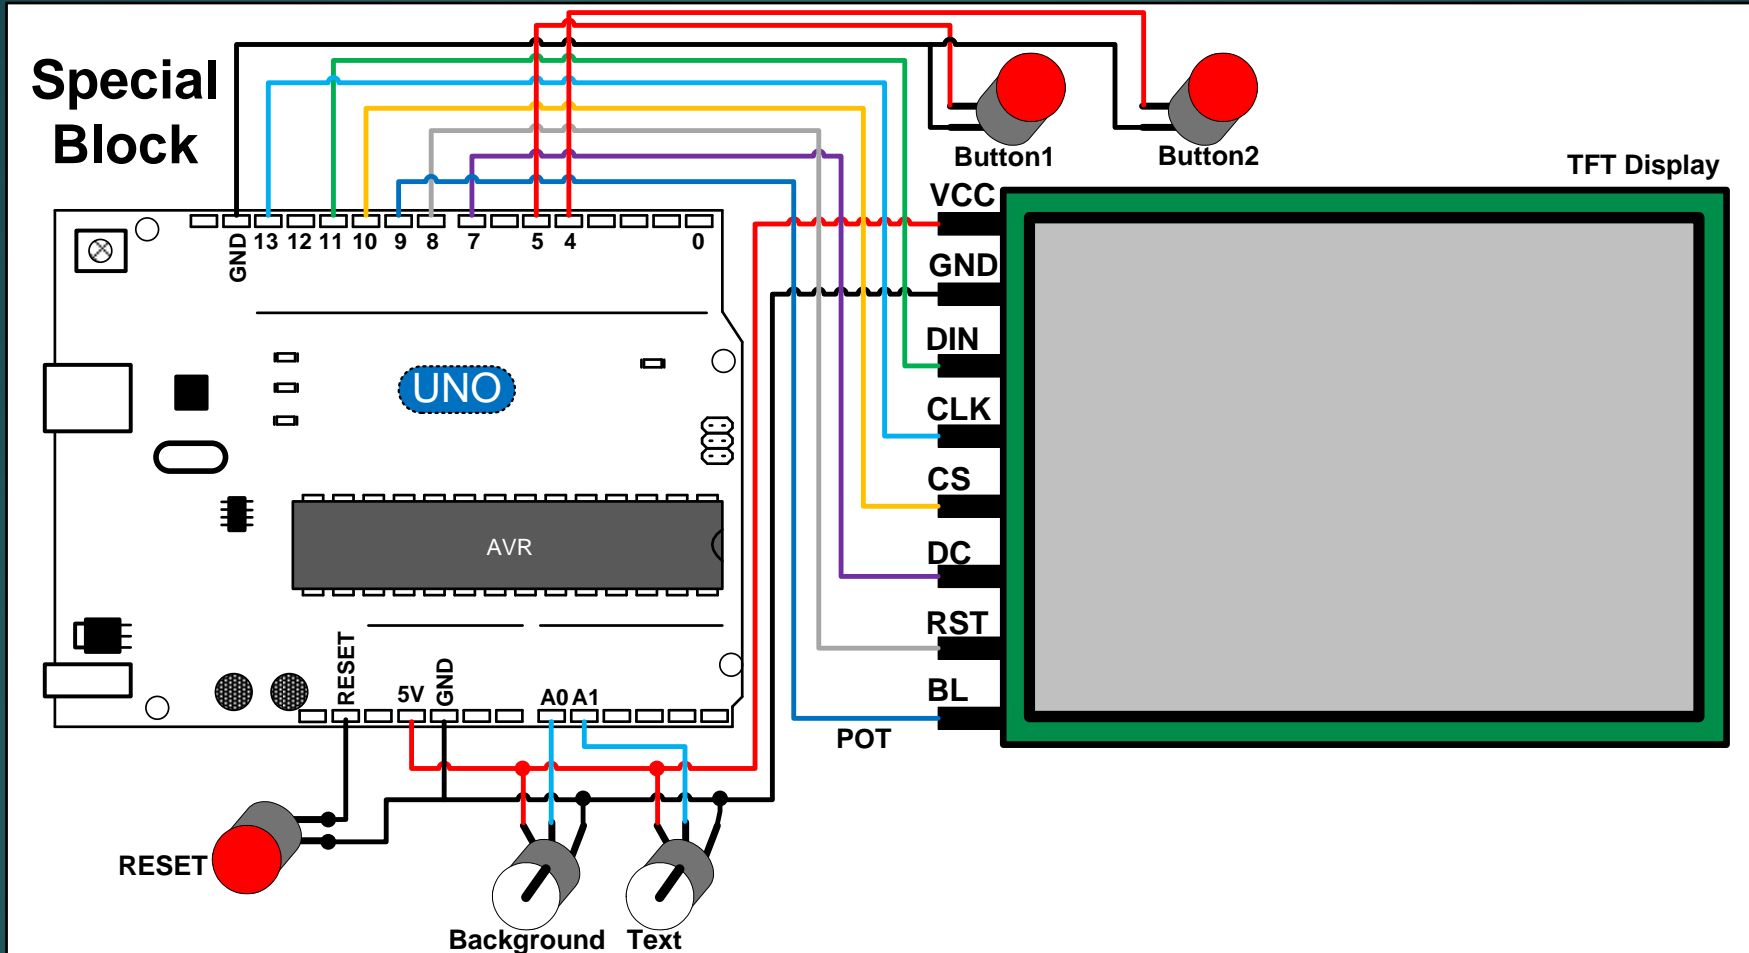 Special
Block
Button1
Button2
TFT Display
VCC
GND
DIN
CLK
CS
DC
RST
BL
POT
GND
13
12
11
10
9
8
7
5
4
0
UNO
AVR
RESET
5V
GND
A0
A1
RESET
Background
Text